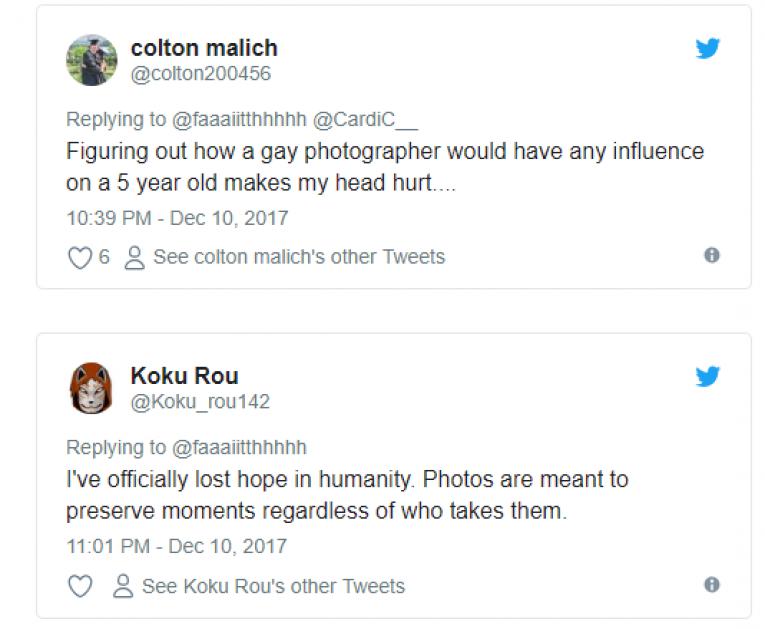 colton malich
@colton200456
Replying to @faaaiitthhhhh @CardiC__
Figuring out how a gay photographer would have any influence
on a 5 year old makes my head hurt....
10:39 PM - Dec 10, 2017
6 See colton malich's other Tweets
Koku Rou
@Koku_rou142
Replying to @faaaiitthhhhh
I've officially lost hope in humanity. Photos are meant to
preserve moments regardless of who takes them.
11:01 PM - Dec 10, 2017
See Koku Rou's other Tweets